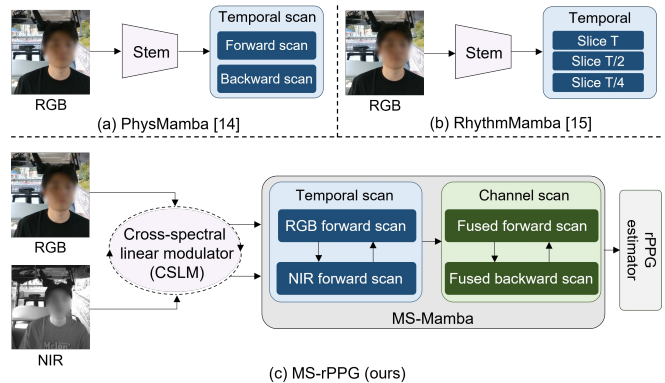 Temporal scan
Stem
Forward scan
Backward scan
RGB
(a) PhysMamba [14]
Temporal
Stem
Slice T
Slice T/2
Slice T/4
RGB
(b) RhythmMamba [15]
RGB
NIR
Cross-spectral
linear modulator
(CSLM)
Temporal scan
RGB forward scan
NIR forward scan
Channel scan
Fused forward scan
Fused backward scan
MS-Mamba
rPPG
estimator
(c) MS-rPPG (ours)